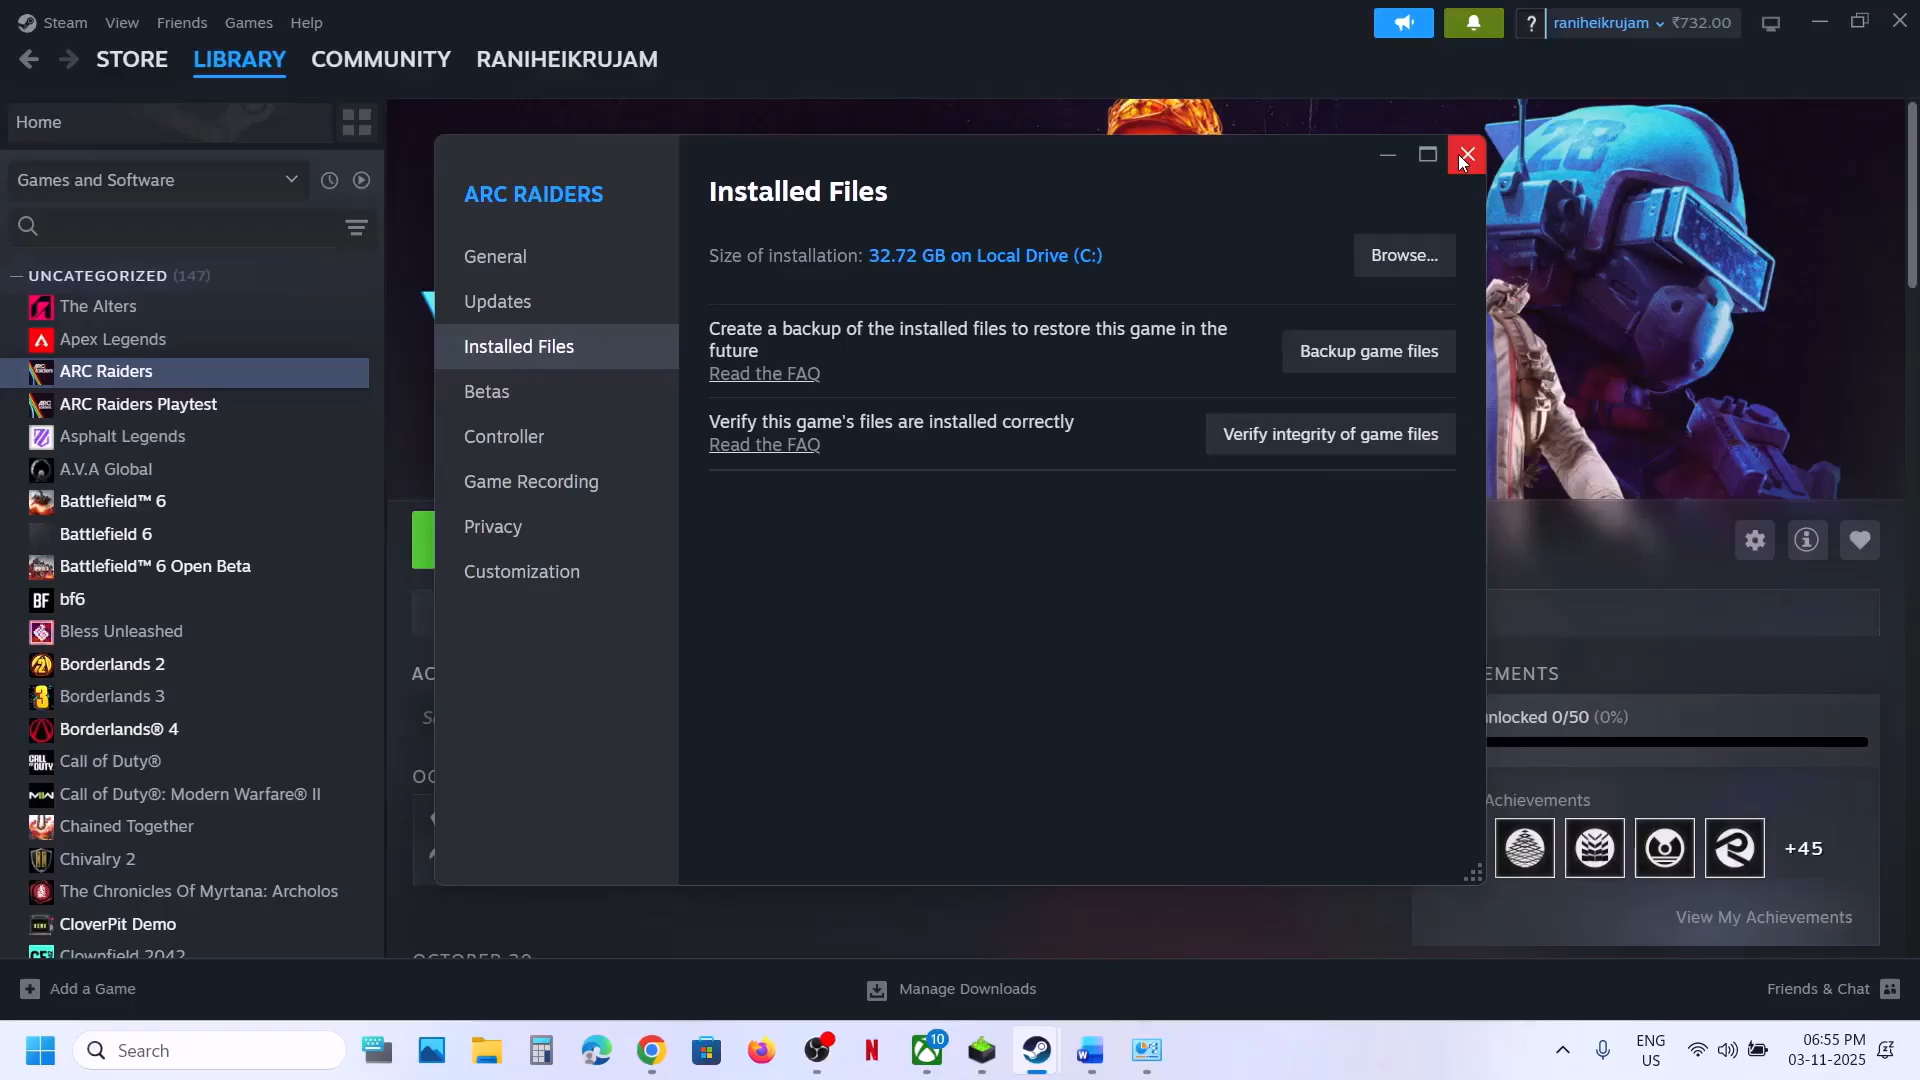 Steam View Friends Games Help
raniheikrujam ₹732.00
STORE LIBRARY COMMUNITY RANIHEIKRUJAM
Home
Games and Software
UNCATEGORIZED (147)
The Alters
Apex Legends
ARC Raiders
ARC Raiders Playtest
Asphalt Legends
A.V.A Global
Battlefield™ 6
Battlefield 6
Battlefield™ 6 Open Beta
BF bf6
Bless Unleashed
Borderlands 2
Borderlands 3
Borderlands® 4
Call of Duty®
Call of Duty®: Modern Warfare® II
Chained Together
Chivalry 2
The Chronicles Of Myrtana: Archolos
CloverPit Demo
Clownfield 2042
Add a Game
ARC RAIDERS
General
Updates
Installed Files
Betas
Controller
Game Recording
Privacy
Customization
Installed Files
Size of installation: 32.72 GB on Local Drive (C:)
Browse...
Create a backup of the installed files to restore this game in the
future
Read the FAQ
Backup game files
Verify this game's files are installed correctly
Read the FAQ
Verify integrity of game files
28
EMENTS
nlocked 0/50 (0%)
Achievements
+45
View My Achievements
Manage Downloads
Friends & Chat
Search
10
ENG
US
06:55 PM
03-11-2025